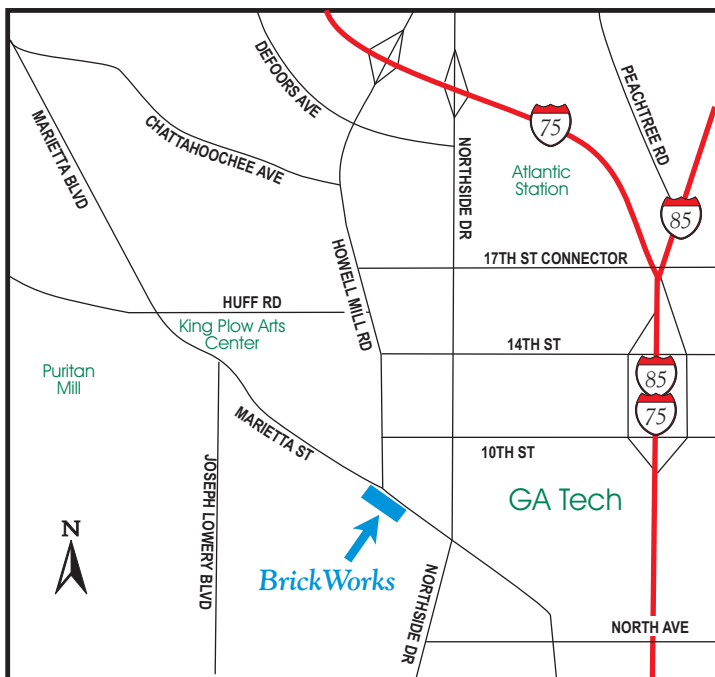 DEFOORS AVE
PEACHTREE RD
MARIETTA BLVD
CHATTAHOOCHEE AVE
75
NORTHSIDE DR
Atlantic
Station
85
HOWELL MILL RD
17TH ST CONNECTOR
HUFF RD
King Plow Arts
Center
14TH ST
Puritan
Mill
85
75
MARIETTA ST
10TH ST
JOSEPH LOWERY BLVD
GA Tech
N
BrickWorks
NORTHSIDE DR
NORTH AVE